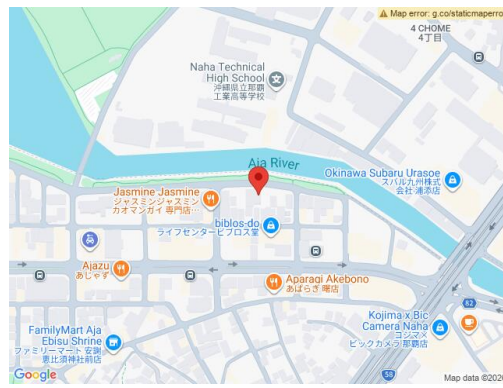 Map error: g.co/staticmaperro
4 CHOME
4丁目
Naha Technical
High School
沖縄県立那覇
工業高等学校
Aja River
Okinawa Subaru Urasoe
スバル九州株式
会社 浦添店
Jasmine Jasmine
ジャスミンジャスミン
カオマンガイ 専門店…
biblos-do
ライフセンタービブロス堂
Ajazu
あじゃず
Aparagi Akebono
あぱらぎ 曙店
82
Kojima x Bic
Camera Naha
コジマ×
ビックカメラ 那覇店
FamilyMart Aja
Ebisu Shrine
ファミリーマート 安謝
恵比須神社前店
58
Google
Map data ©202